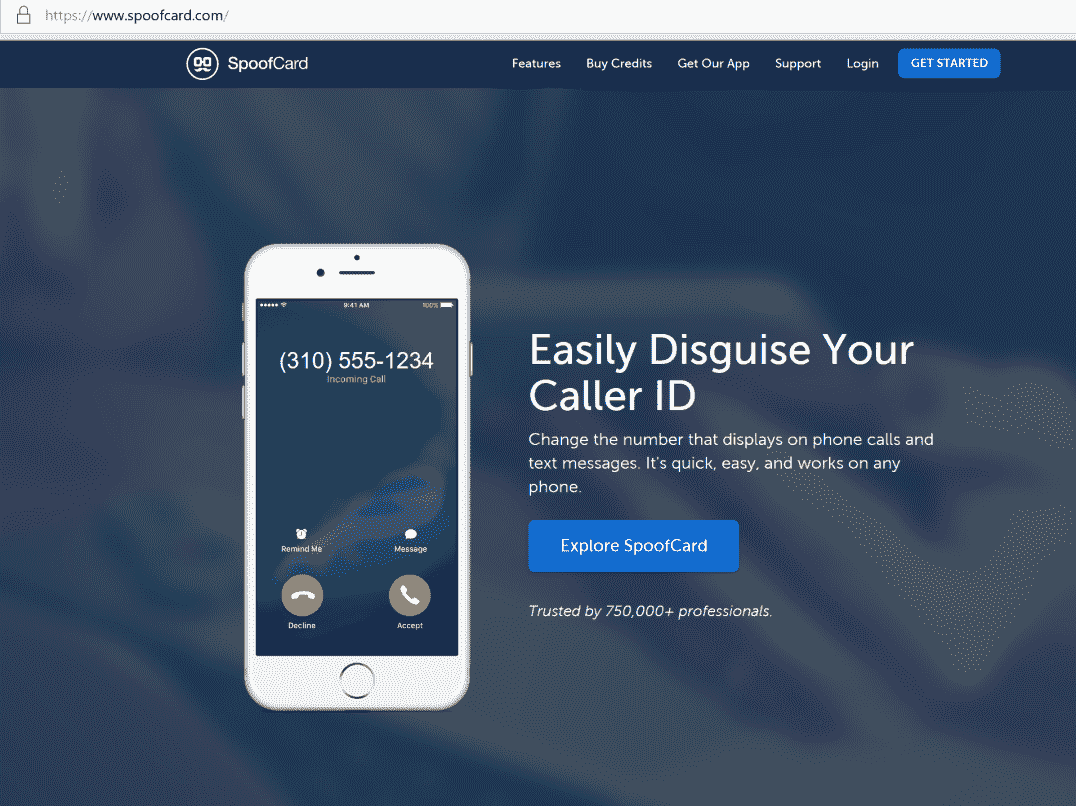 https://www.spoofcard.com/
SpoofCard
Features
Buy Credits
Get Our App
Support
Login
GET STARTED
9:41 AM
100%
(310) 555-1234
Incoming Call
Remind Me
Message
Decline
Accept
Easily Disguise Your
Caller ID
Change the number that displays on phone calls and
text messages. It's quick, easy, and works on any
phone.
Explore SpoofCard
Trusted by 750,000+ professionals.